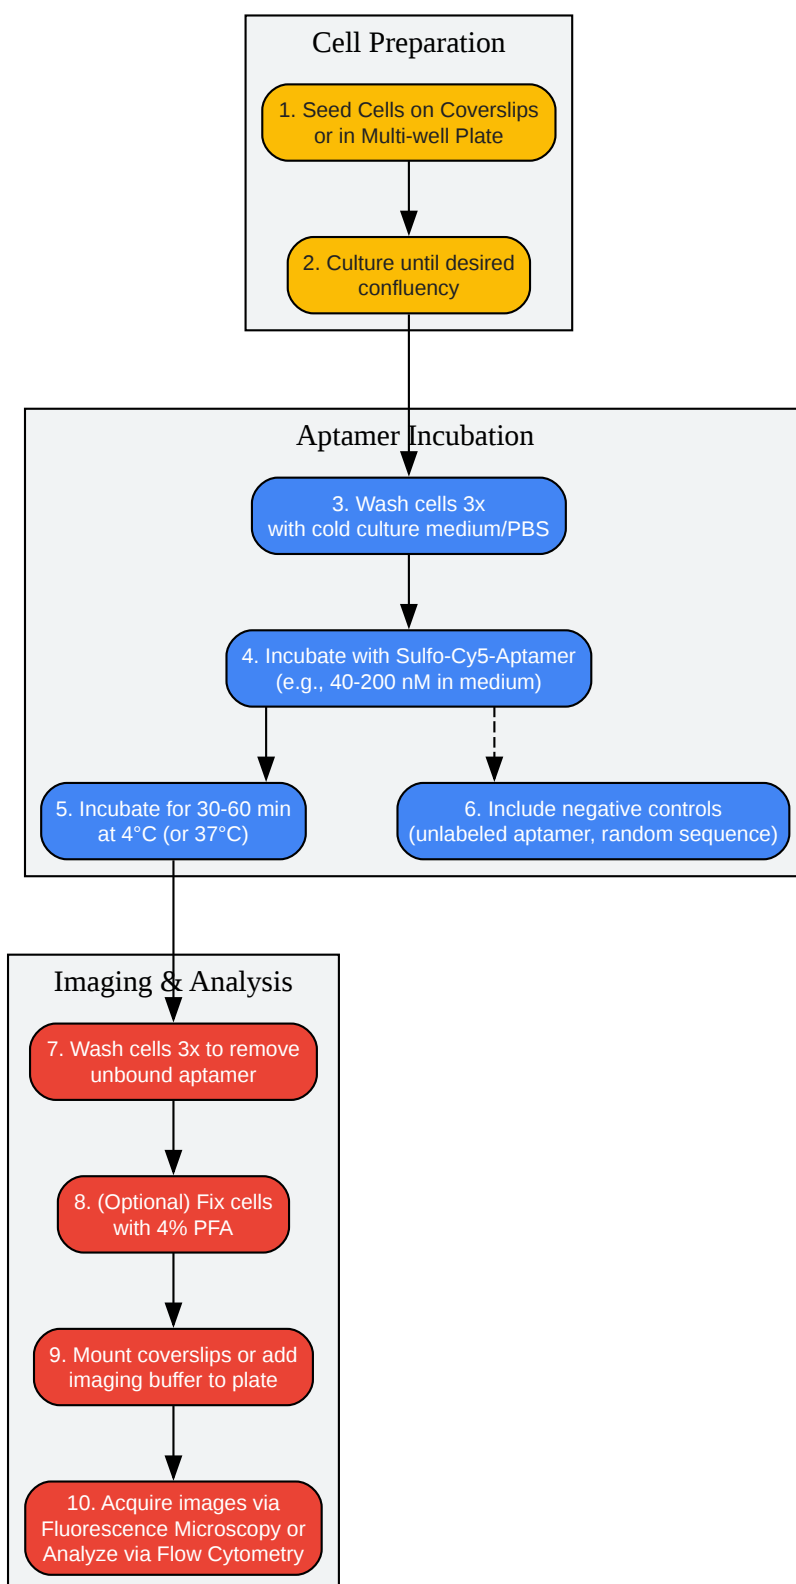 Cell Preparation
1. Seed Cells on Coverslips
or in Multi-well Plate
2. Culture until desired
confluency
Aptamer Incubation
3. Wash cells 3x
with cold culture medium/PBS
4. Incubate with Sulfo-Cy5-Aptamer
(e.g., 40-200 nM in medium)
5. Incubate for 30-60 min
at 4°C (or 37°C)
6. Include negative controls
(unlabeled aptamer, random sequence)
Imaging & Analysis
7. Wash cells 3x to remove
unbound aptamer
8. (Optional) Fix cells
with 4% PFA
9. Mount coverslips or add
imaging buffer to plate
10. Acquire images via
Fluorescence Microscopy or
Analyze via Flow Cytometry